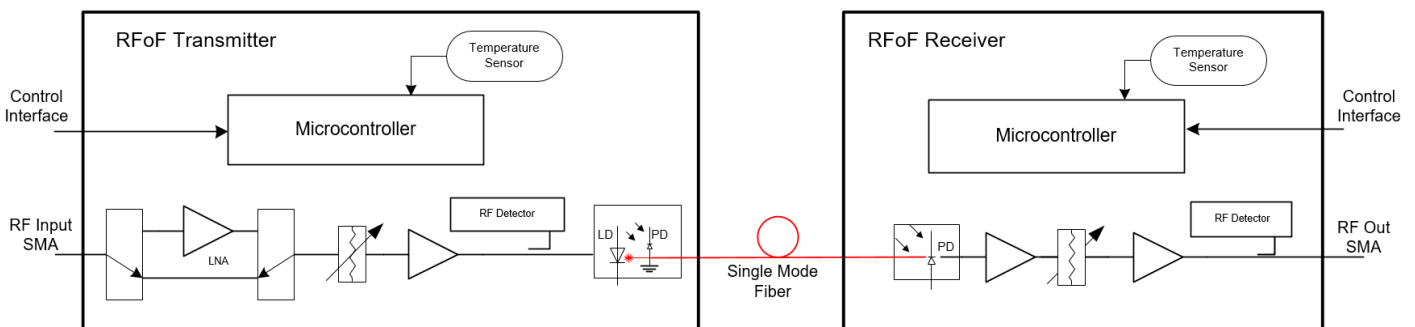 RFoF Transmitter
Temperature
Sensor
Control
Interface
Microcontroller
RF Input
SMA
LNA
RF Detector
LD
PD
Single Mode
Fiber
RFoF Receiver
Temperature
Sensor
Microcontroller
Control
Interface
PD
RF Detector
RF Out
SMA